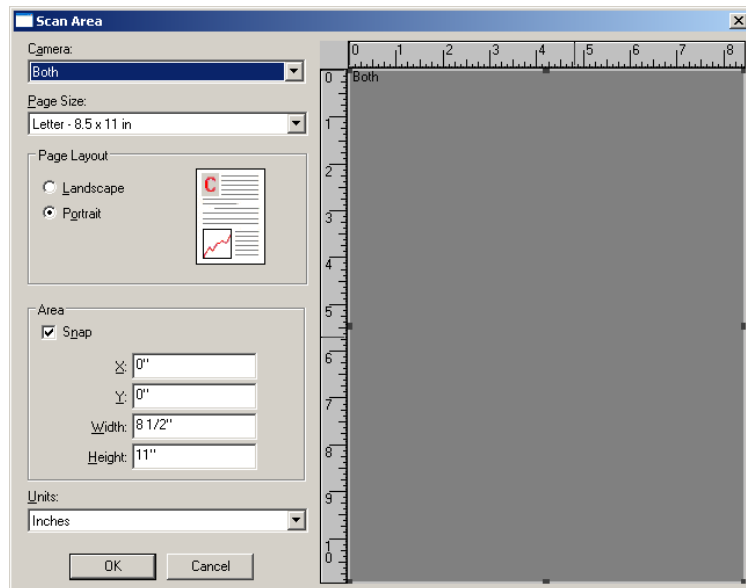 Scan Area
Camera:
Both
Page Size:
Letter - 8.5 x 11 in
Page Layout
Landscape
Portrait
C
Area
Snap
X: 0"
Y: 0"
Width: 8 1/2"
Height: 11"
Units:
Inches
OK Cancel
0 1 2 3 4 5 6 7 8
Both
0
1
2
3
4
5
6
7
8
9
10